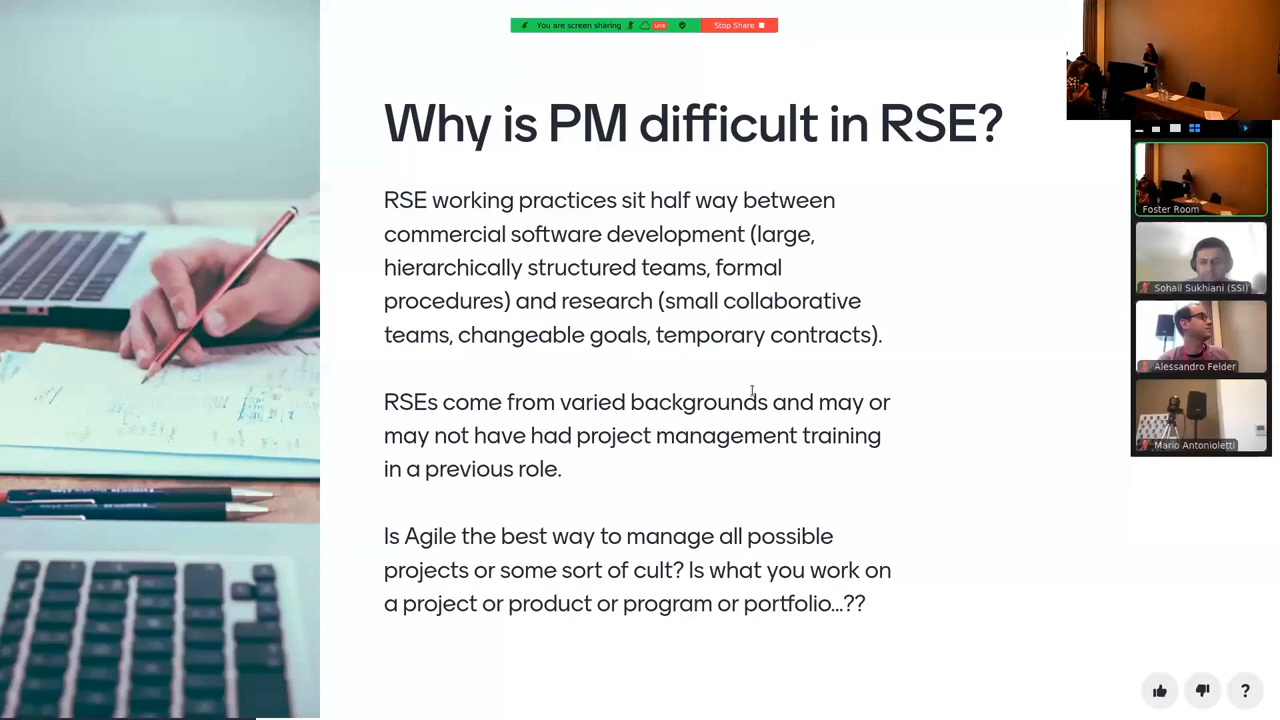 You are screen sharing
LIVE
Stop Share
Why is PM difficult in RSE?
RSE working practices sit half way between
commercial software development (large,
hierarchically structured teams, formal
procedures) and research (small collaborative
teams, changeable goals, temporary contracts).
RSEs come from varied backgrounds and may or
may not have had project management training
in a previous role.
Is Agile the best way to manage all possible
projects or some sort of cult? Is what you work on
a project or product or program or portfolio...??
Foster Room
Sohail Sukhiani (SSI)
Alessandro Felder
Mario Antonioletti
?